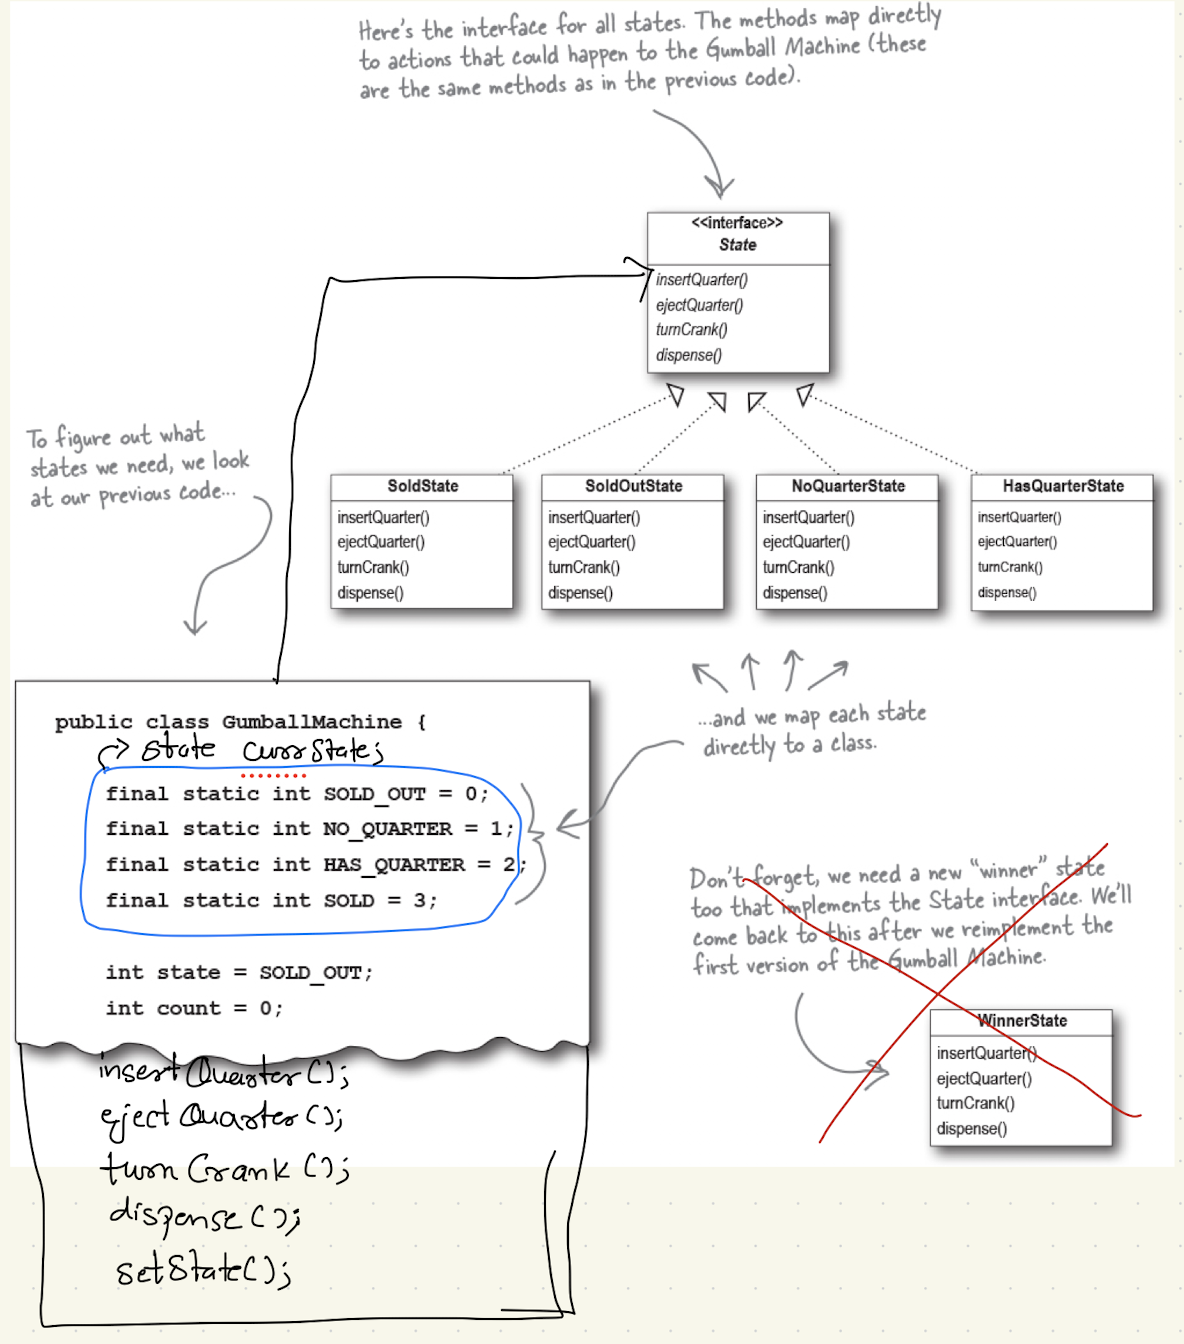 Here's the interface for all states. The methods map directly
to actions that could happen to the Gumball Machine (these
are the same methods as in the previous code).
<<interface>>
State
insertQuarter()
ejectQuarter()
turnCrank()
dispense()
To figure out what
states we need, we look
at our previous code...
SoldState
insertQuarter()
ejectQuarter()
turnCrank()
dispense()
SoldOutState
insertQuarter()
ejectQuarter()
turnCrank()
dispense()
NoQuarterState
insertQuarter()
ejectQuarter()
turnCrank()
dispense()
HasQuarterState
insertQuarter()
ejectQuarter()
turnCrank()
dispense()
...and we map each state
directly to a class.
public class GumballMachine {
State currState;
final static int SOLD_OUT = 0;
final static int NO_QUARTER = 1;
final static int HAS_QUARTER = 2;
final static int SOLD = 3;
int state = SOLD_OUT;
int count = 0;
insertQuarter();
ejectQuarter();
turnCrank();
dispense();
setState();
Don't forget, we need a new "winner" state
too that implements the State interface. We'll
come back to this after we reimplement the
first version of the Gumball Machine.
WinnerState
insertQuarter()
ejectQuarter()
turnCrank()
dispense()